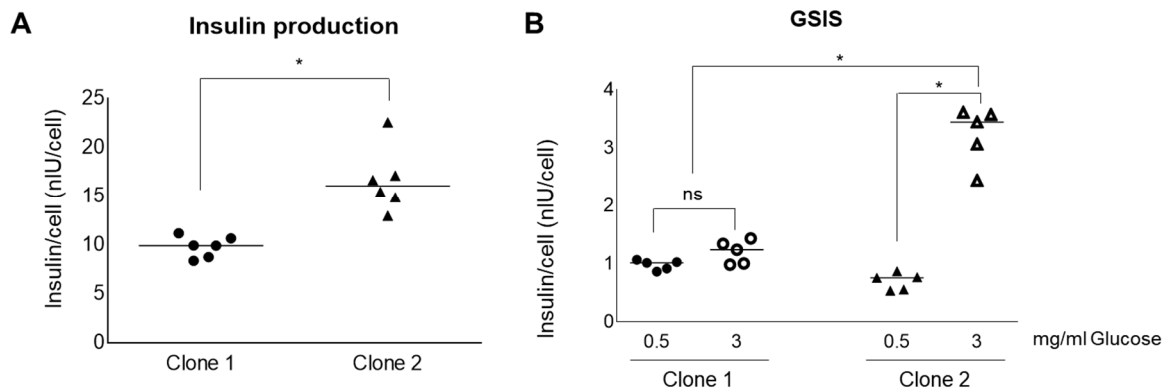 A
Insulin production
*
Insulin/cell (nIU/cell)
25
20
15
10
5
0
Clone 1 Clone 2
B
GSIS
*
*
ns
Insulin/cell (nIU/cell)
4
3
2
1
0
0.5 3 0.5 3 mg/ml Glucose
Clone 1 Clone 2